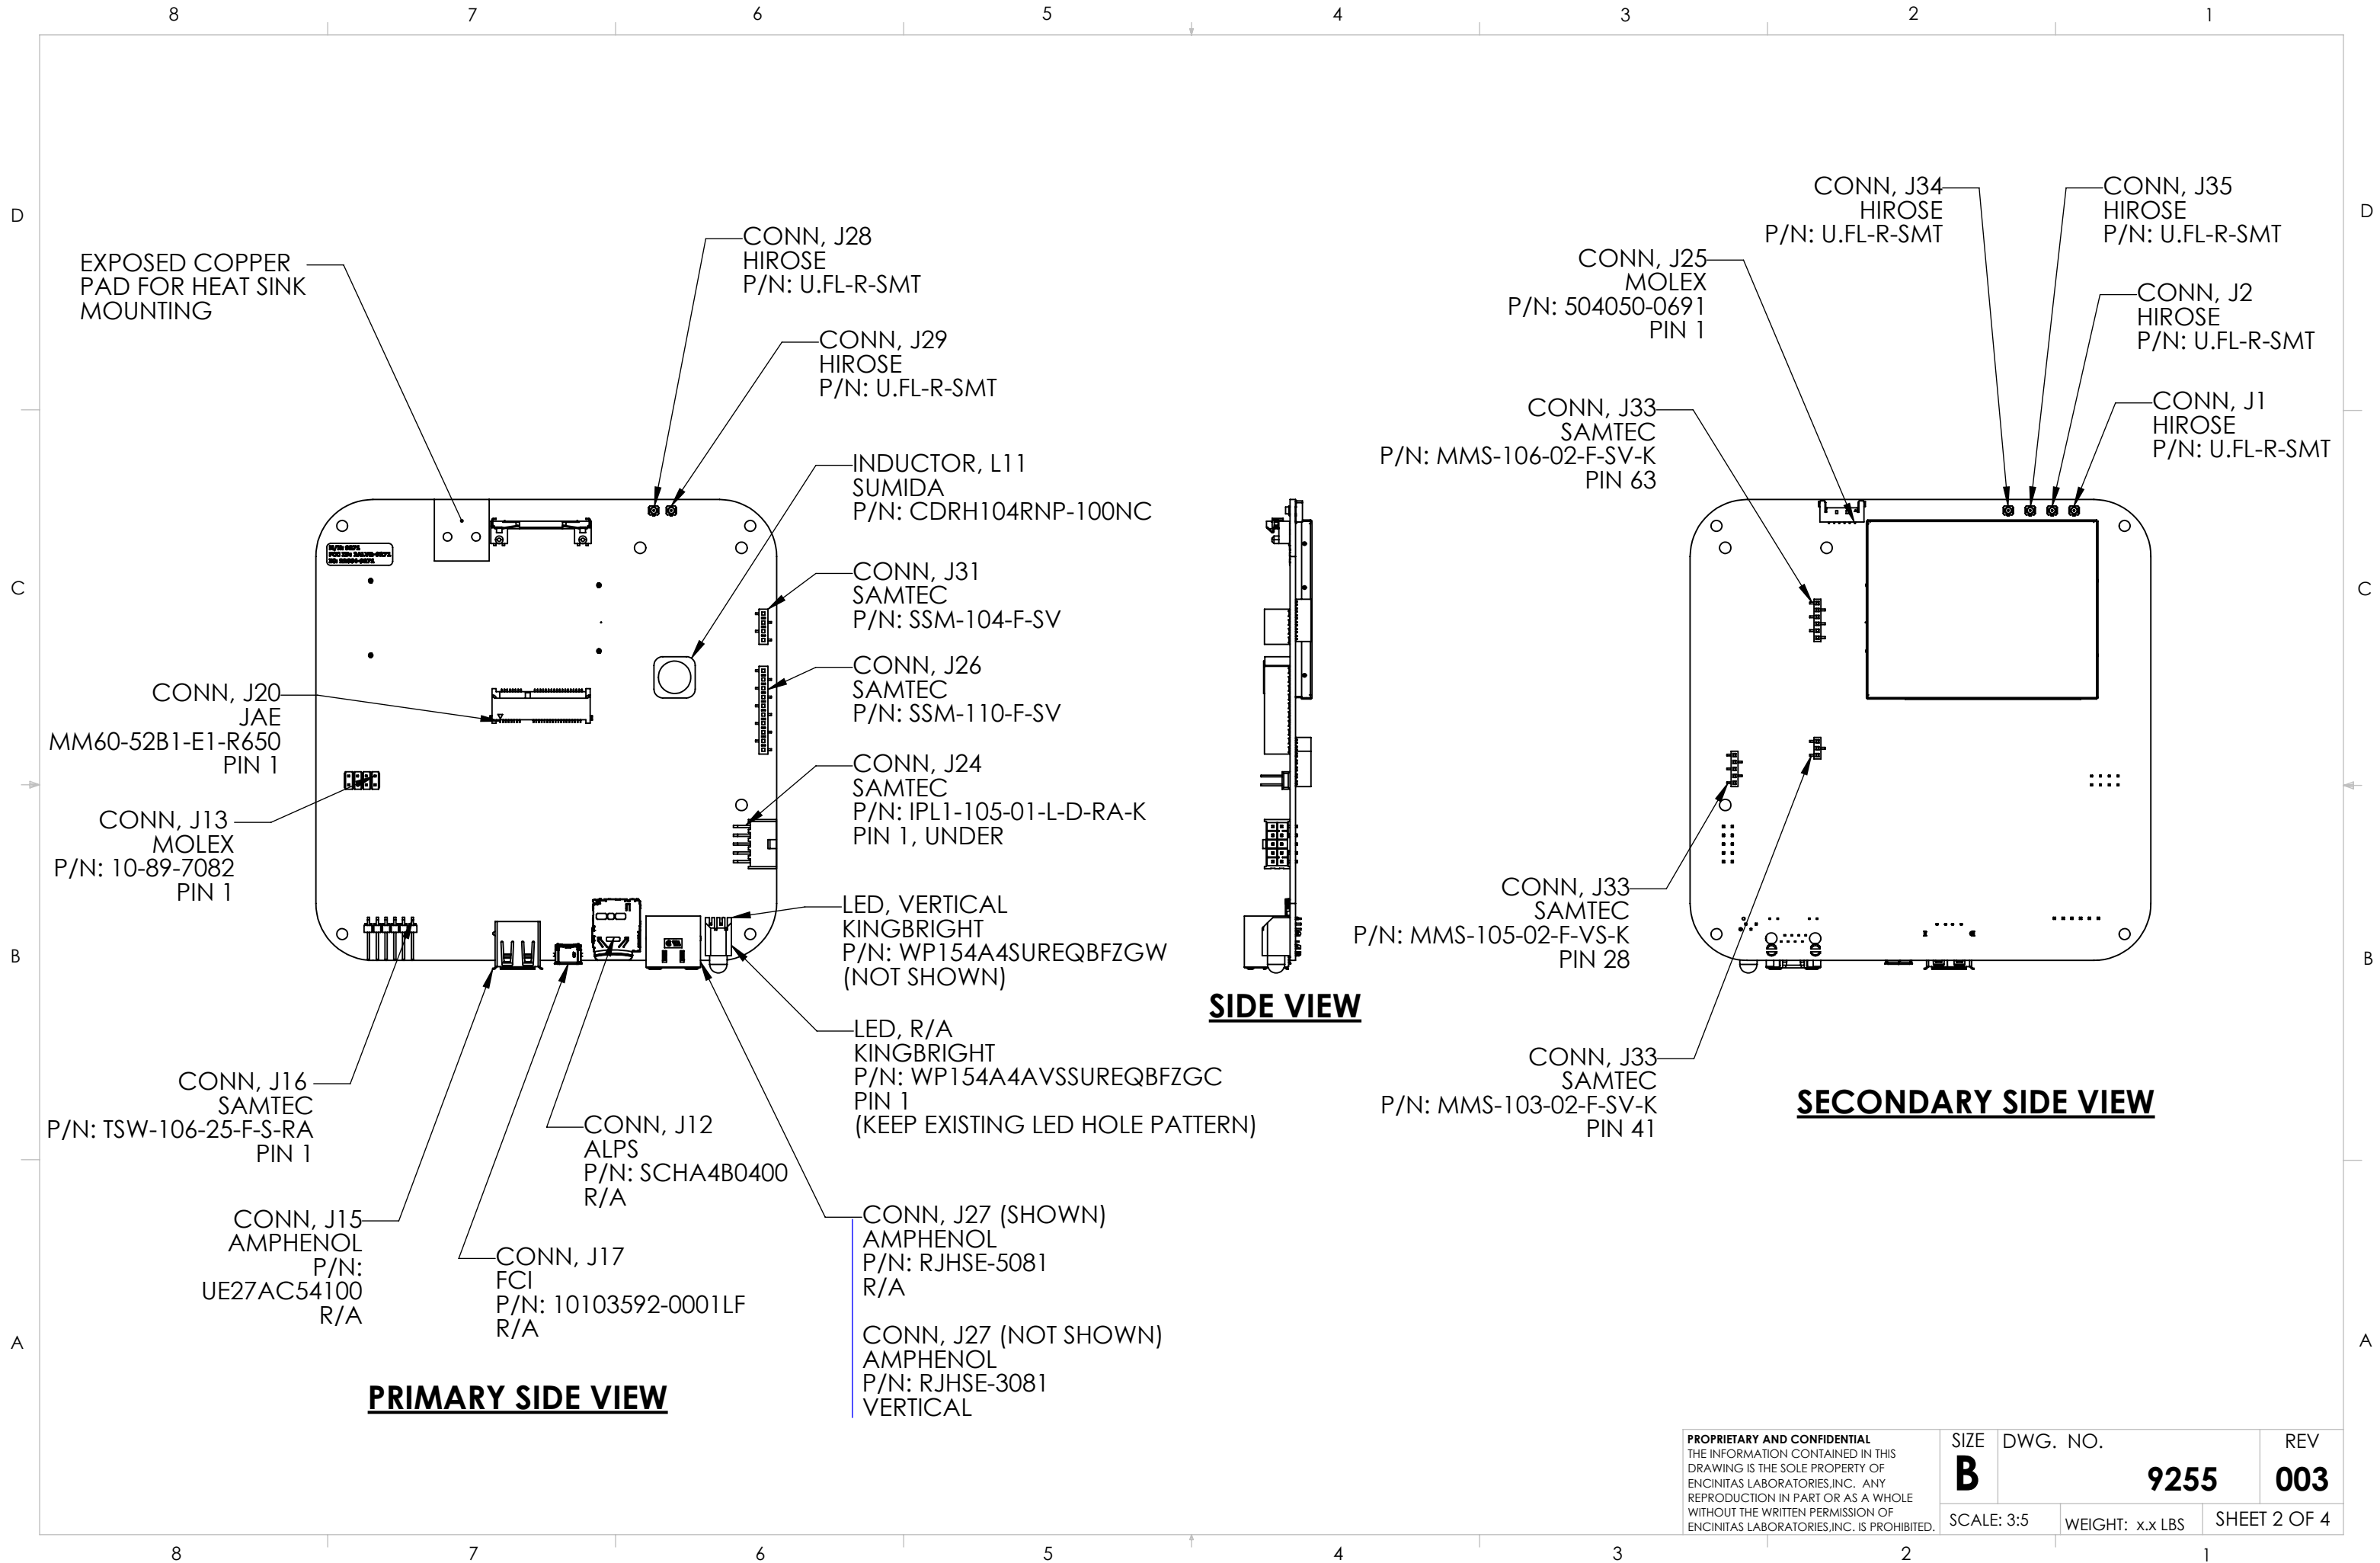 8 7 6 5 4 3 2 1
D
D
C
C
B
B
A
A
EXPOSED COPPER
PAD FOR HEAT SINK
MOUNTING
CONN, J28
HIROSE
P/N: U.FL-R-SMT
CONN, J29
HIROSE
P/N: U.FL-R-SMT
INDUCTOR, L11
SUMIDA
P/N: CDRH104RNP-100NC
CONN, J31
SAMTEC
P/N: SSM-104-F-SV
CONN, J26
SAMTEC
P/N: SSM-110-F-SV
CONN, J24
SAMTEC
P/N: IPL1-105-01-L-D-RA-K
PIN 1, UNDER
LED, VERTICAL
KINGBRIGHT
P/N: WP154A4SUREQBFZGW
(NOT SHOWN)
LED, R/A
KINGBRIGHT
P/N: WP154A4AVSSUREQBFZGC
PIN 1
(KEEP EXISTING LED HOLE PATTERN)
CONN, J20
JAE
MM60-52B1-E1-R650
PIN 1
CONN, J13
MOLEX
P/N: 10-89-7082
PIN 1
CONN, J16
SAMTEC
P/N: TSW-106-25-F-S-RA
PIN 1
CONN, J15
AMPHENOL
P/N:
UE27AC54100
R/A
CONN, J17
FCI
P/N: 10103592-0001LF
R/A
CONN, J12
ALPS
P/N: SCHA4B0400
R/A
CONN, J27 (SHOWN)
AMPHENOL
P/N: RJHSE-5081
R/A
CONN, J27 (NOT SHOWN)
AMPHENOL
P/N: RJHSE-3081
VERTICAL
PRIMARY SIDE VIEW
SIDE VIEW
CONN, J34
HIROSE
P/N: U.FL-R-SMT
CONN, J35
HIROSE
P/N: U.FL-R-SMT
CONN, J25
MOLEX
P/N: 504050-0691
PIN 1
CONN, J2
HIROSE
P/N: U.FL-R-SMT
CONN, J1
HIROSE
P/N: U.FL-R-SMT
CONN, J33
SAMTEC
P/N: MMS-106-02-F-SV-K
PIN 63
CONN, J33
SAMTEC
P/N: MMS-105-02-F-VS-K
PIN 28
CONN, J33
SAMTEC
P/N: MMS-103-02-F-SV-K
PIN 41
SECONDARY SIDE VIEW
PROPRIETARY AND CONFIDENTIAL
THE INFORMATION CONTAINED IN THIS
DRAWING IS THE SOLE PROPERTY OF
ENCINITAS LABORATORIES,INC. ANY
REPRODUCTION IN PART OR AS A WHOLE
WITHOUT THE WRITTEN PERMISSION OF
ENCINITAS LABORATORIES,INC. IS PROHIBITED.
SIZE
B
DWG. NO.
9255
REV
003
SCALE: 3:5
WEIGHT: x.x LBS
SHEET 2 OF 4
8 7 6 5 4 3 2 1